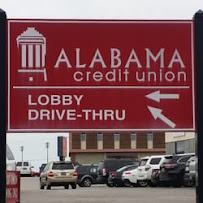 ALABAMA
credit union
LOBBY
DRIVE-THRU